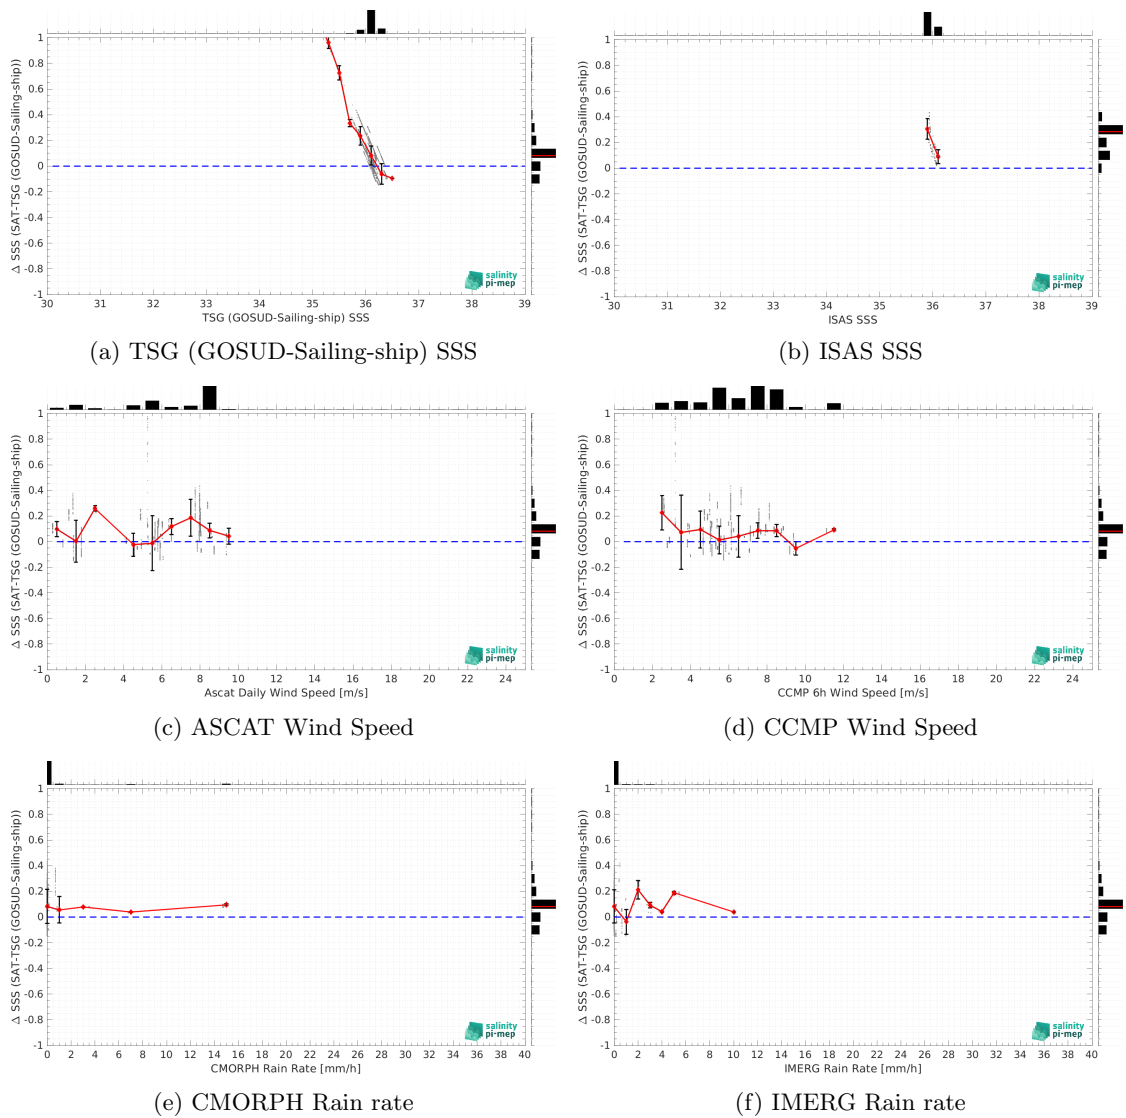 Δ SSS (SAT-TSG (GOSUD-Sailing-ship))
1
0.8
0.6
0.4
0.2
0
-0.2
-0.4
-0.6
-0.8
-1
30 31 32 33 34 35 36 37 38 39
TSG (GOSUD-Sailing-ship) SSS
salinity
pi-mep
(a) TSG (GOSUD-Sailing-ship) SSS
Δ SSS (SAT-TSG (GOSUD-Sailing-ship))
1
0.8
0.6
0.4
0.2
0
-0.2
-0.4
-0.6
-0.8
-1
30 31 32 33 34 35 36 37 38 39
ISAS SSS
salinity
pi-mep
(b) ISAS SSS
Δ SSS (SAT-TSG (GOSUD-Sailing-ship))
1
0.8
0.6
0.4
0.2
0
-0.2
-0.4
-0.6
-0.8
-1
0 2 4 6 8 10 12 14 16 18 20 22 24
Ascat Daily Wind Speed [m/s]
salinity
pi-mep
(c) ASCAT Wind Speed
Δ SSS (SAT-TSG (GOSUD-Sailing-ship))
1
0.8
0.6
0.4
0.2
0
-0.2
-0.4
-0.6
-0.8
-1
0 2 4 6 8 10 12 14 16 18 20 22 24
CCMP 6h Wind Speed [m/s]
salinity
pi-mep
(d) CCMP Wind Speed
Δ SSS (SAT-TSG (GOSUD-Sailing-ship))
1
0.8
0.6
0.4
0.2
0
-0.2
-0.4
-0.6
-0.8
-1
0 2 4 6 8 10 12 14 16 18 20 22 24 26 28 30 32 34 36 38 40
CMORPH Rain Rate [mm/h]
salinity
pi-mep
(e) CMORPH Rain rate
Δ SSS (SAT-TSG (GOSUD-Sailing-ship))
1
0.8
0.6
0.4
0.2
0
-0.2
-0.4
-0.6
-0.8
-1
0 2 4 6 8 10 12 14 16 18 20 22 24 26 28 30 32 34 36 38 40
IMERG Rain Rate [mm/h]
salinity
pi-mep
(f) IMERG Rain rate